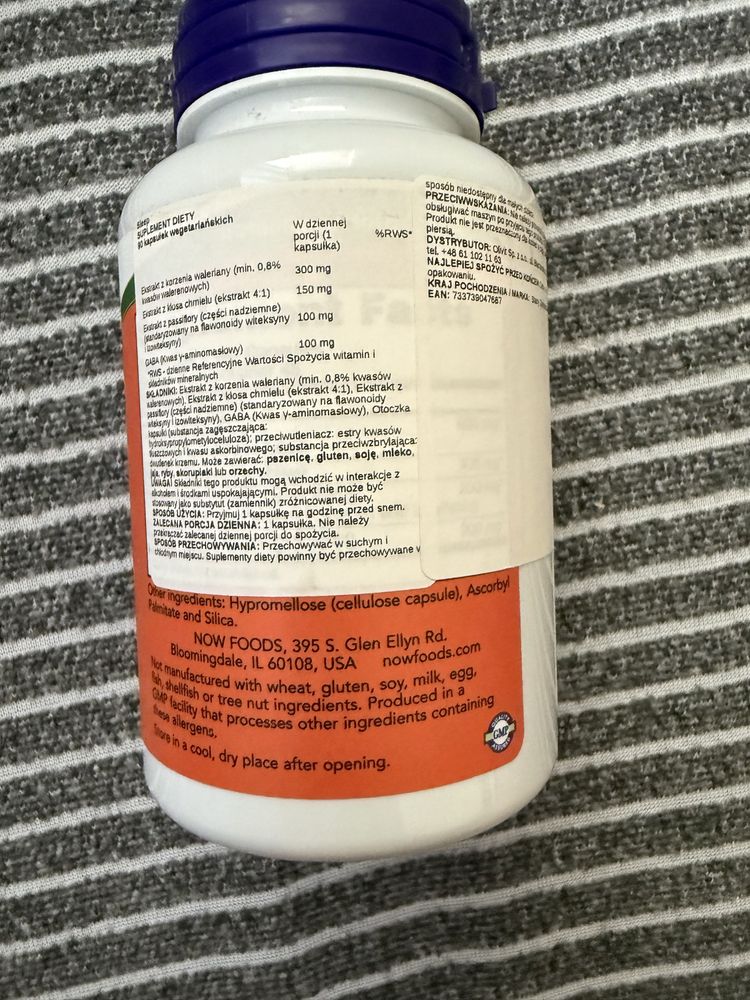 Sleep
SUPLEMENT DIETY
90 kapsułek wegetariańskich
W dziennej
porcji (1
kapsułka)
%RWS*
Ekstrakt z korzenia waleriany (min. 0,8% 300 mg
kwasów walerenowych)
Ekstrakt z kłosa chmielu (ekstrakt 4:1) 150 mg
Ekstrakt z passiflory (części nadziemne)
(standaryzowany na flawonoidy witeksyny 100 mg
i izowiteksyny)
GABA (Kwas γ-aminomasłowy) 100 mg
*RWS - dzienne Referencyjne Wartości Spożycia witamin i
składników mineralnych
SKŁADNIKI: Ekstrakt z korzenia waleriany (min. 0,8% kwasów
walerenowych), Ekstrakt z kłosa chmielu (ekstrakt 4:1), Ekstrakt z
passiflory (części nadziemne) (standaryzowany na flawonoidy
witeksyny i izowiteksyny), GABA (Kwas γ-aminomasłowy), Otoczka
kapsułki (substancja zagęszczająca:
hydroksypropylometyloceluloza); przeciwutleniacz: estry kwasów
tłuszczowych i kwasu askorbinowego; substancja przeciwzbrylająca:
dwutlenek krzemu. Może zawierać: pszenicę, gluten, soję, mleko,
jaja, ryby, skorupiaki lub orzechy.
UWAGA! Składniki tego produktu mogą wchodzić w interakcje z
alkoholem i środkami uspokajającymi. Produkt nie może być
stosowany jako substytut (zamiennik) zróżnicowanej diety.
SPOSÓB UŻYCIA: Przyjmuj 1 kapsułkę na godzinę przed snem.
ZALECANA PORCJA DZIENNA: 1 kapsułka. Nie należy
przekraczać zalecanej dziennej porcji do spożycia.
SPOSÓB PRZECHOWYWANIA: Przechowywać w suchym i
chłodnym miejscu. Suplementy diety powinny być przechowywane w
sposób niedostępny dla małych dzieci.
PRZECIWWSKAZANIA: Nie należy
obsługiwać maszyn po przyjęciu
Produkt nie jest przeznaczony dla
piersią.
DYSTRYBUTOR: Olivit Sp. z o.o. ul.
tel. +48 61 102 11 63
NAJLEPIEJ SPOŻYĆ PRZED KOŃCEM:
opakowaniu.
KRAJ POCHODZENIA / MARKA:
EAN: 733739047687
Other ingredients: Hypromellose (cellulose capsule), Ascorbyl
Palmitate and Silica.
NOW FOODS, 395 S. Glen Ellyn Rd.
Bloomingdale, IL 60108, USA nowfoods.com
Not manufactured with wheat, gluten, soy, milk, egg,
fish, shellfish or tree nut ingredients. Produced in a
GMP facility that processes other ingredients containing
these allergens.
Store in a cool, dry place after opening.
QUALITY
GMP
ASSURED